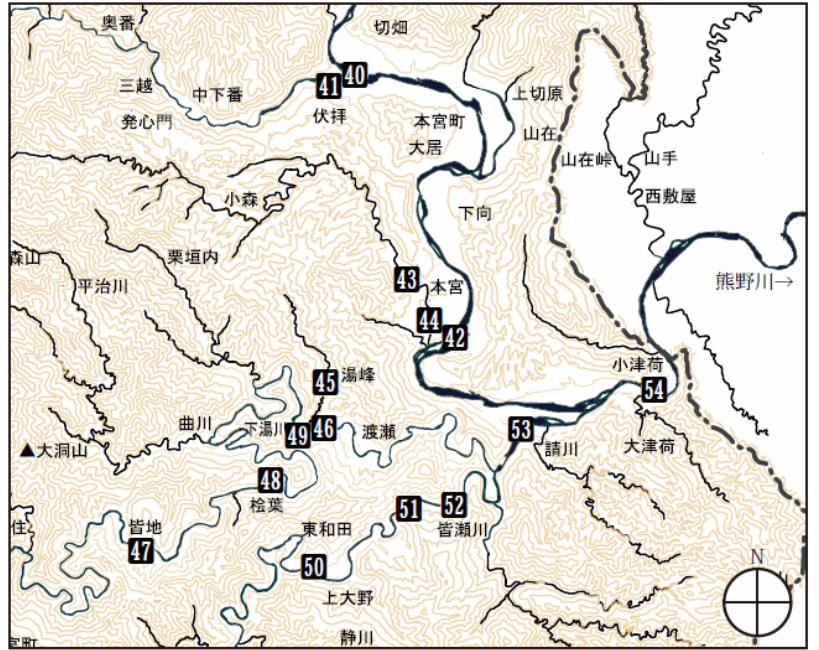 奥番
切畑
三越
中下番
41
40
上切原
発心門
伏拝
本宮町
大居
山在
山在峠
山手
小森
西敷屋
下向
森山
栗垣内
平治川
43
本宮
熊野川→
44
42
小津荷
45
湯峰
54
曲川
下湯川
49
46
渡瀬
53
▲大洞山
請川
大津荷
48
桧葉
51
52
住
皆地
東和田
皆瀬川
47
50
上大野
N
静川
宮町